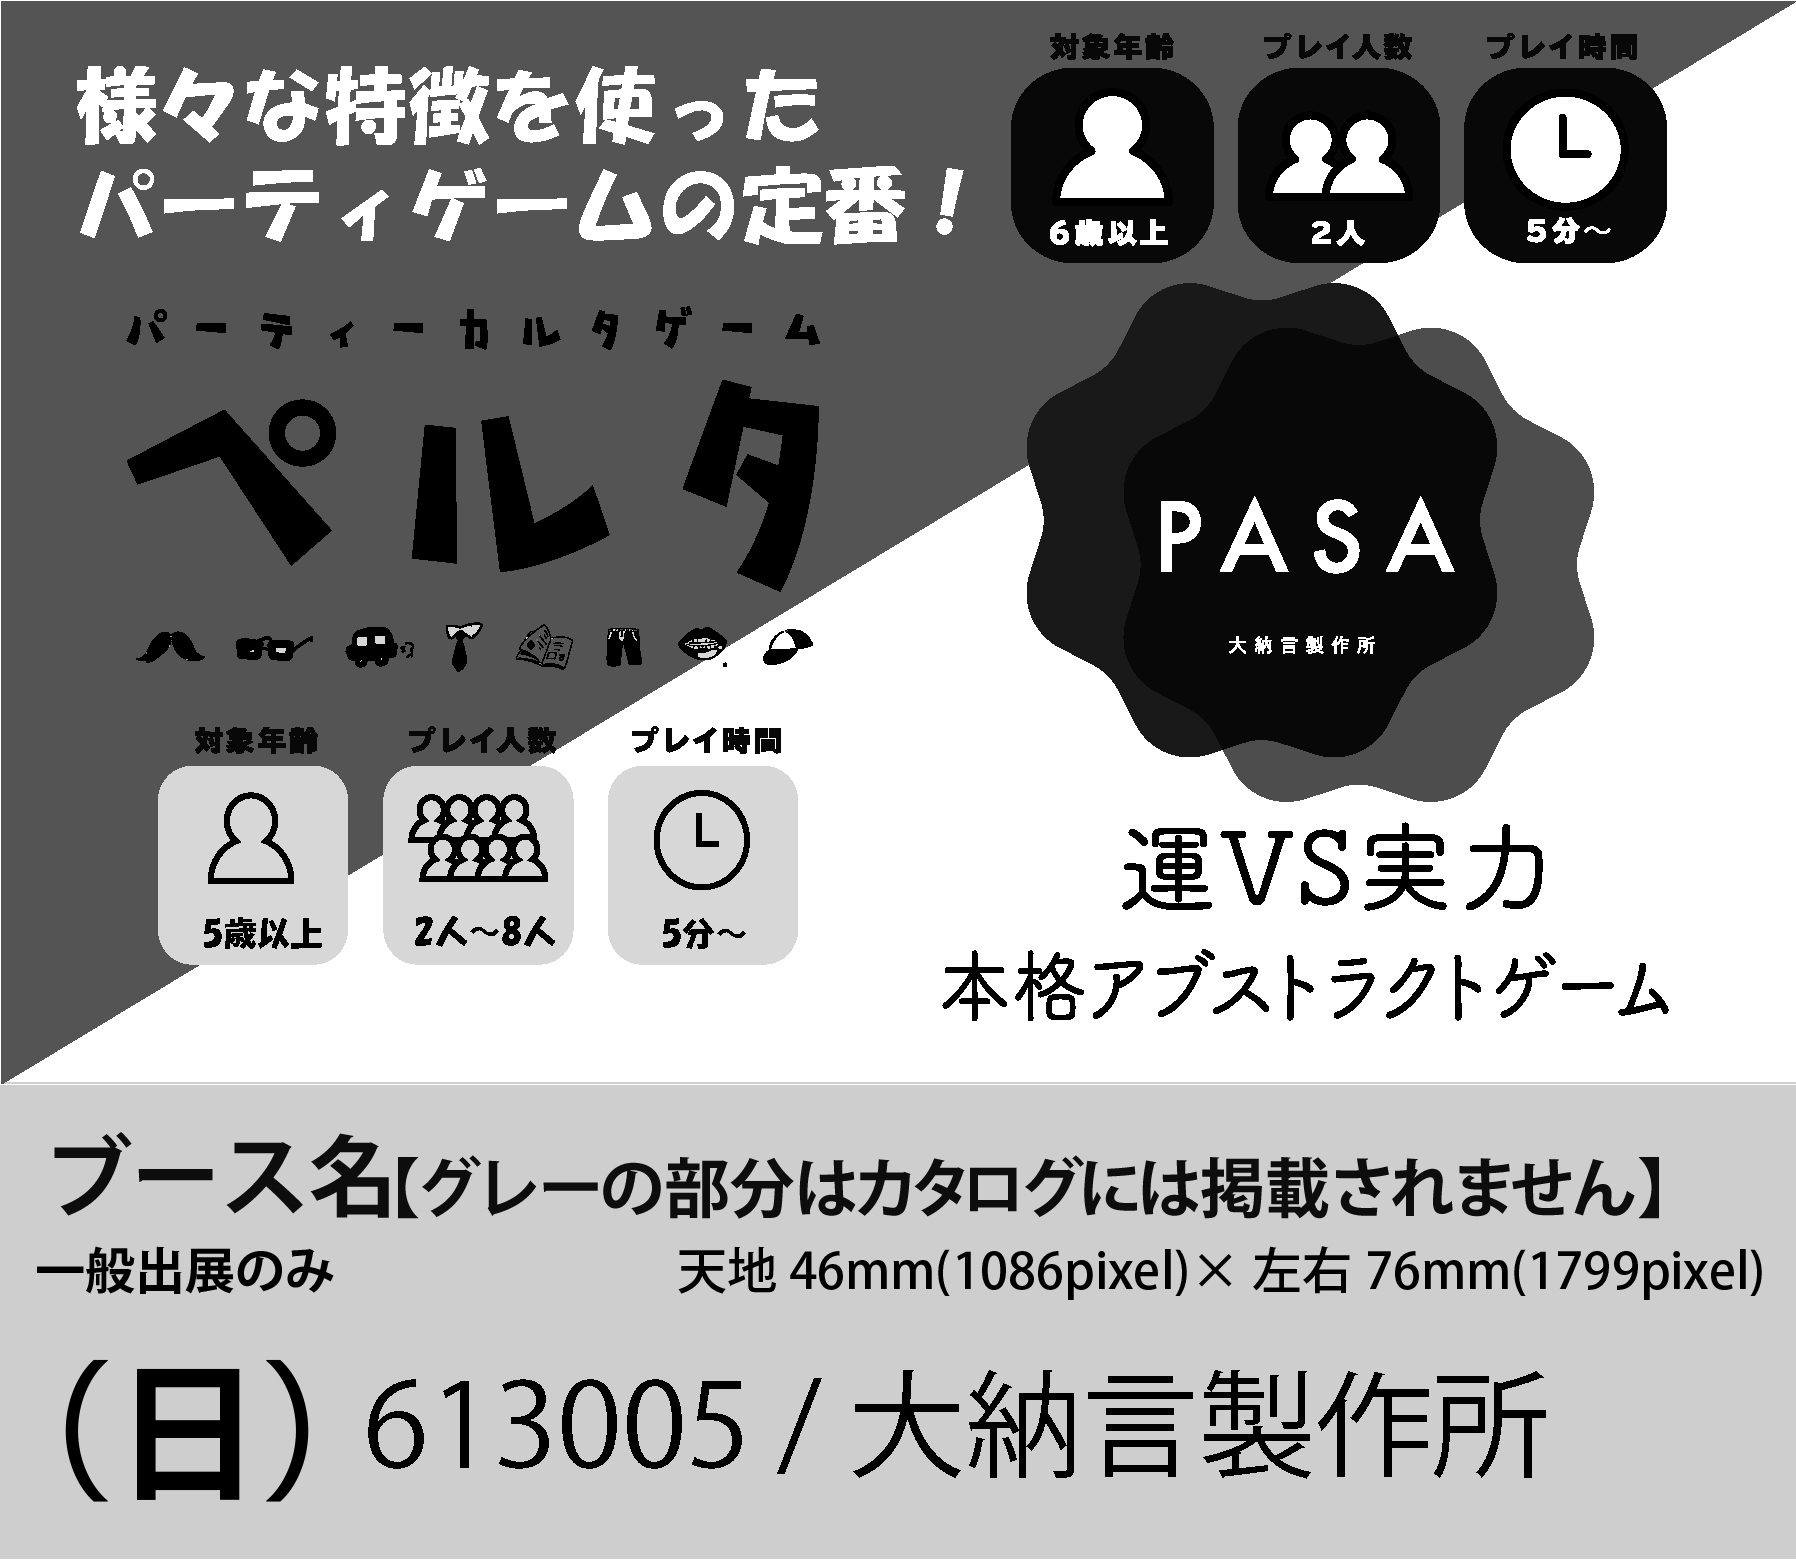 様々な特徴を使った
パーティゲームの定番！
パーティーカルタゲーム
ペルタ
対象年齢 プレイ人数 プレイ時間
5歳以上 2人～8人 5分～
対象年齢 プレイ人数 プレイ時間
6歳以上 2人 5分～
PASA
大納言製作所
運VS実力
本格アブストラクトゲーム
ブース名【グレーの部分はカタログには掲載されません】
一般出展のみ 天地 46mm(1086pixel)× 左右 76mm(1799pixel)
（日）613005 / 大納言製作所